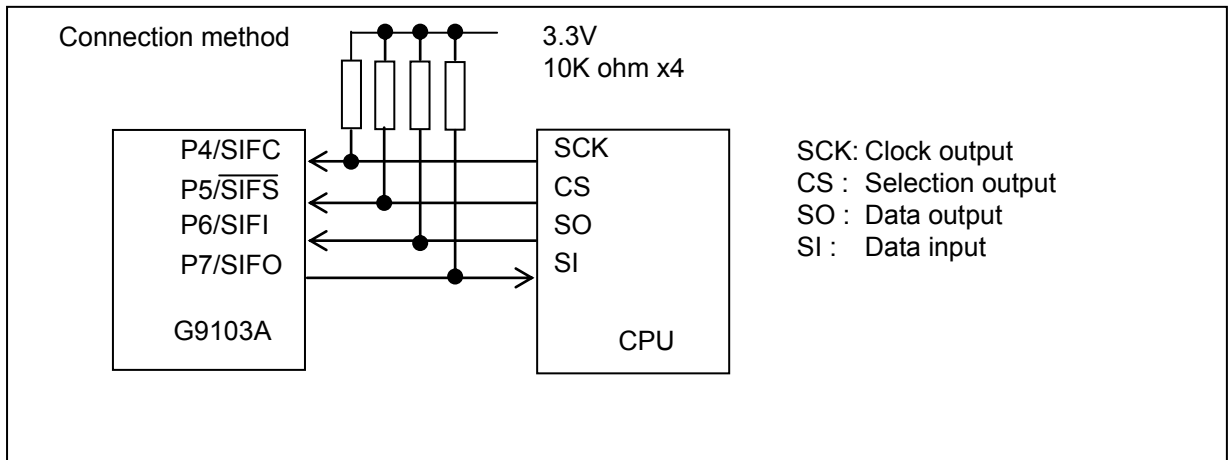 Connection method
3.3V
10K ohm x4
P4/SIFC
P5/S̅I̅F̅S̅
P6/SIFI
P7/SIFO
G9103A
SCK
CS
SO
SI
CPU
SCK: Clock output
CS : Selection output
SO : Data output
SI : Data input